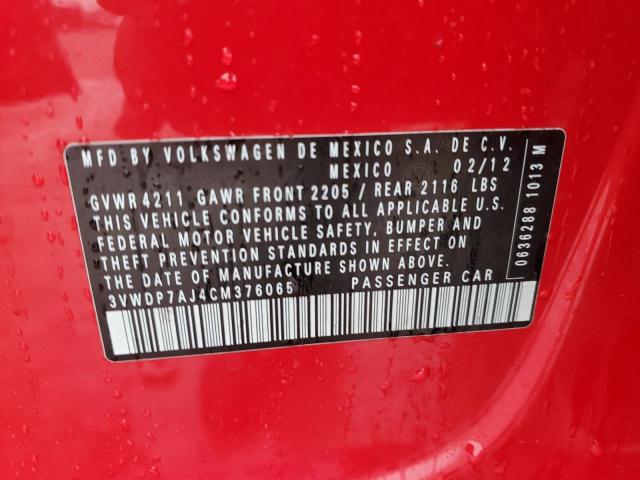 MFD BY VOLKSWAGEN DE MEXICO S.A. DE C.V.
MEXICO 02/12
GVWR 4211 GAWR FRONT 2205 / REAR 2116 LBS
THIS VEHICLE CONFORMS TO ALL APPLICABLE U.S.
FEDERAL MOTOR VEHICLE SAFETY, BUMPER AND
THEFT PREVENTION STANDARDS IN EFFECT ON
THE DATE OF MANUFACTURE SHOWN ABOVE.
3VWDP7AJ4CM376065 PASSENGER CAR
0636288 1013M